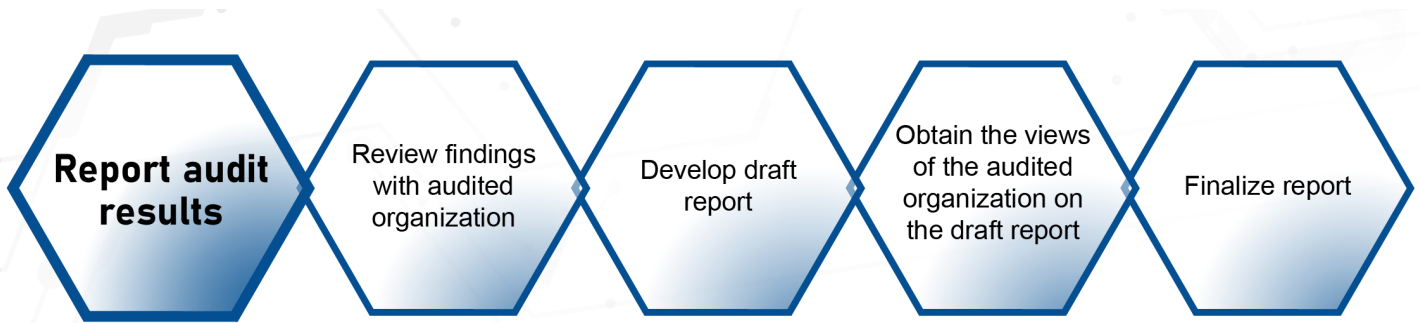 Report audit
results
Review findings
with audited
organization
Develop draft
report
Obtain the views
of the audited
organization on
the draft report
Finalize report